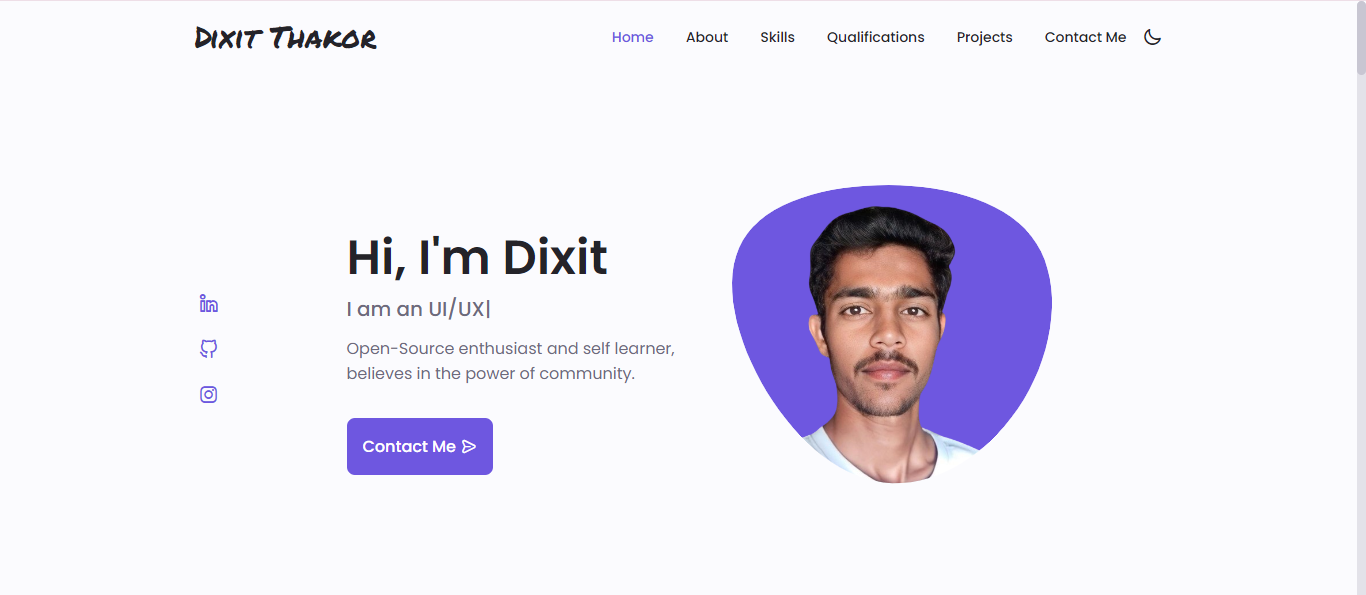 Dixit Thakor
Home About Skills Qualifications Projects Contact Me
Hi, I'm Dixit
I am an UI/UX|
Open-Source enthusiast and self learner,
believes in the power of community.
Contact Me